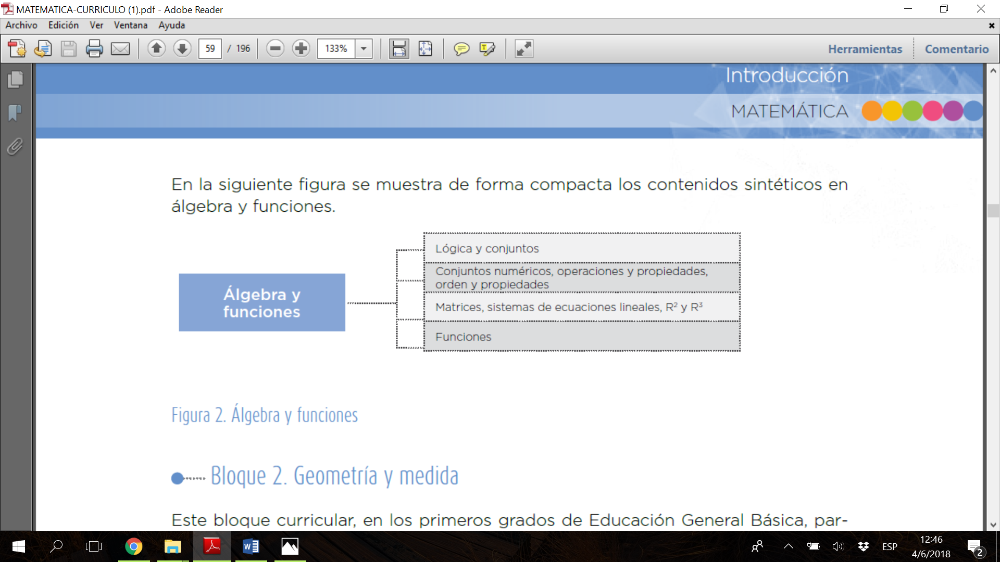 MATEMATICA-CURRICULO (1).pdf - Adobe Reader
Archivo Edición Ver Ventana Ayuda
59 / 196 133% Herramientas Comentario
Introducción
MATEMÁTICA
En la siguiente figura se muestra de forma compacta los contenidos sintéticos en
álgebra y funciones.
Álgebra y
funciones
Lógica y conjuntos
Conjuntos numéricos, operaciones y propiedades,
orden y propiedades
Matrices, sistemas de ecuaciones lineales, R² y R³
Funciones
Figura 2. Álgebra y funciones
Bloque 2. Geometría y medida
Este bloque curricular, en los primeros grados de Educación General Básica, par-
ESP
12:46
4/6/2018
2